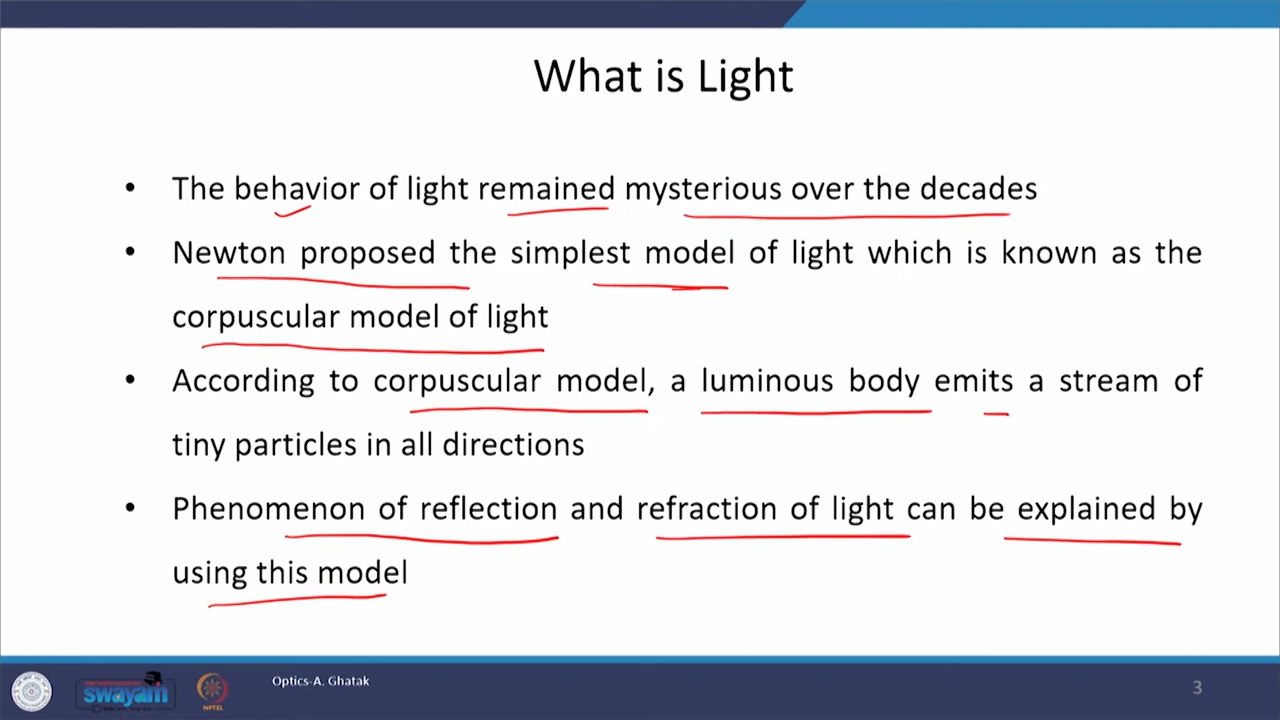 What is Light
• The behavior of light remained mysterious over the decades
• Newton proposed the simplest model of light which is known as the
corpuscular model of light
• According to corpuscular model, a luminous body emits a stream of
tiny particles in all directions
• Phenomenon of reflection and refraction of light can be explained by
using this model
swayam
NPTEL
Optics-A. Ghatak
3